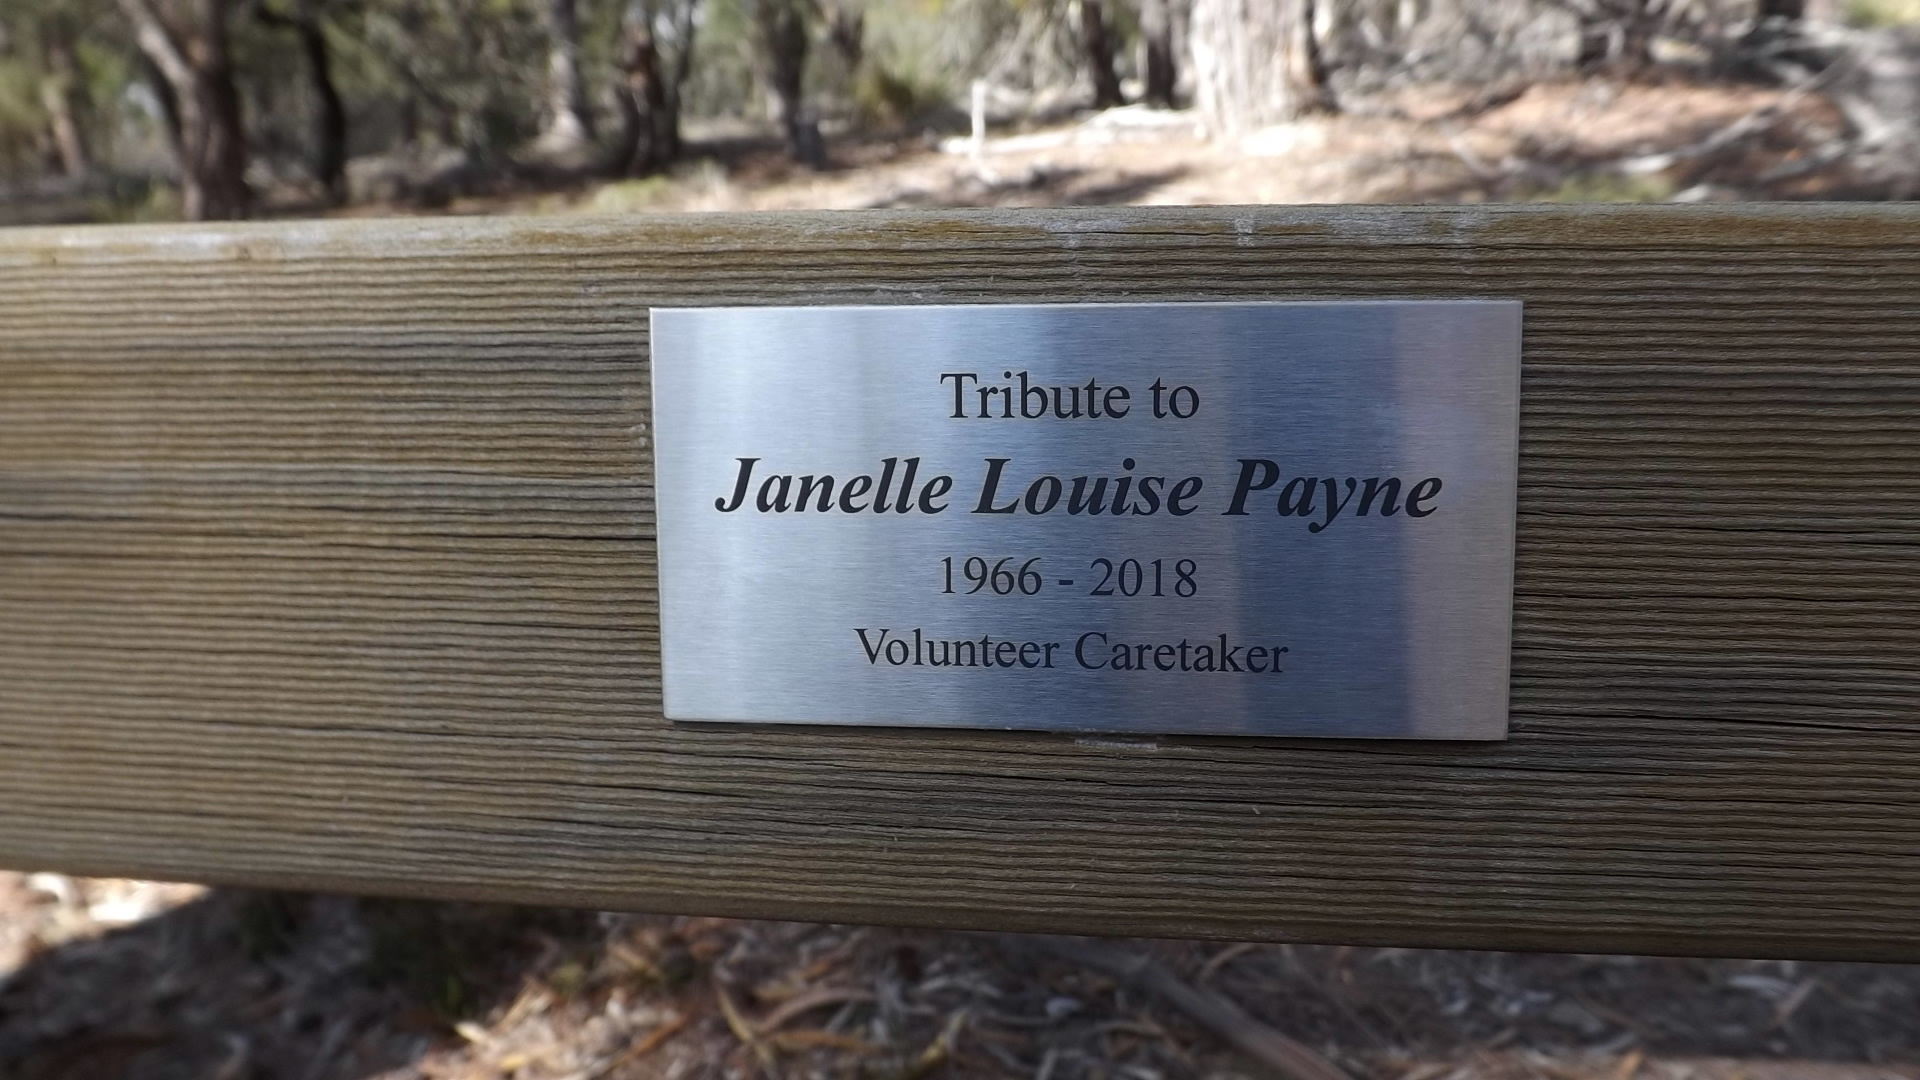 Tribute to
Janelle Louise Payne
1966 - 2018
Volunteer Caretaker